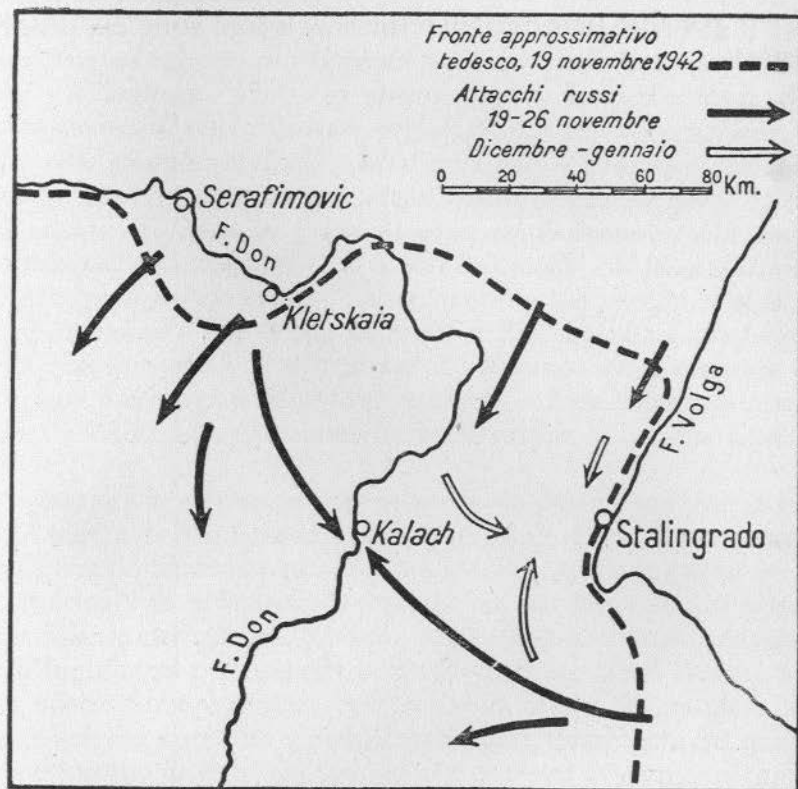 Fronte approssimativo
tedesco, 19 novembre 1942
Attacchi russi
19-26 novembre
Dicembre - gennaio
0 20 40 60 80 Km.
Serafimovic
F. Don
Kletskaia
F. Volga
Kalach
Stalingrado
F. Don